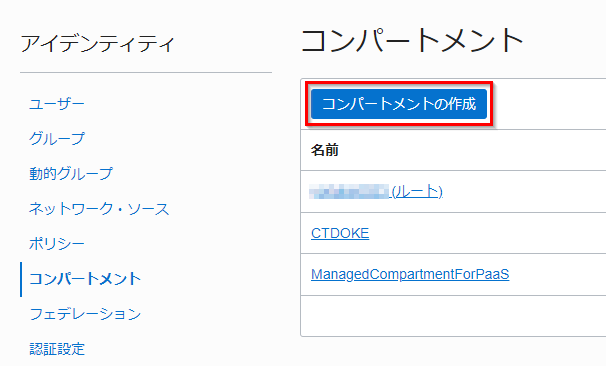 アイデンティティ
ユーザー
グループ
動的グループ
ネットワーク・ソース
ポリシー
コンパートメント
フェデレーション
認証設定
コンパートメント
コンパートメントの作成
名前
(ルート)
CTDOKE
ManagedCompartmentForPaaS